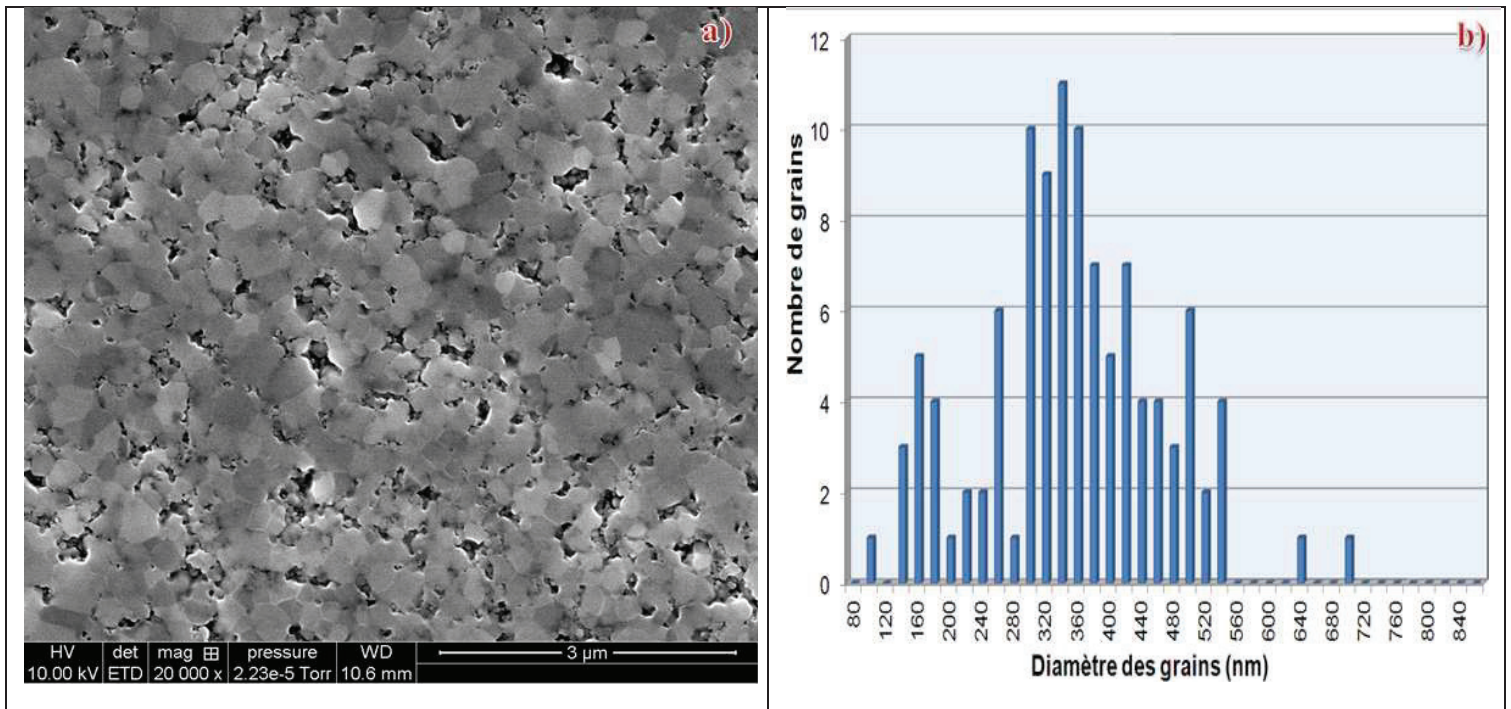 a)
HV det mag ⊞ pressure WD
10.00 kV ETD 20 000 x 2.23e-5 Torr 10.6 mm
3 µm
b)
Nombre de grains
12
10
8
6
4
2
0
80 120 160 200 240 280 320 360 400 440 480 520 560 600 640 680 720 760 800 840
Diamètre des grains (nm)